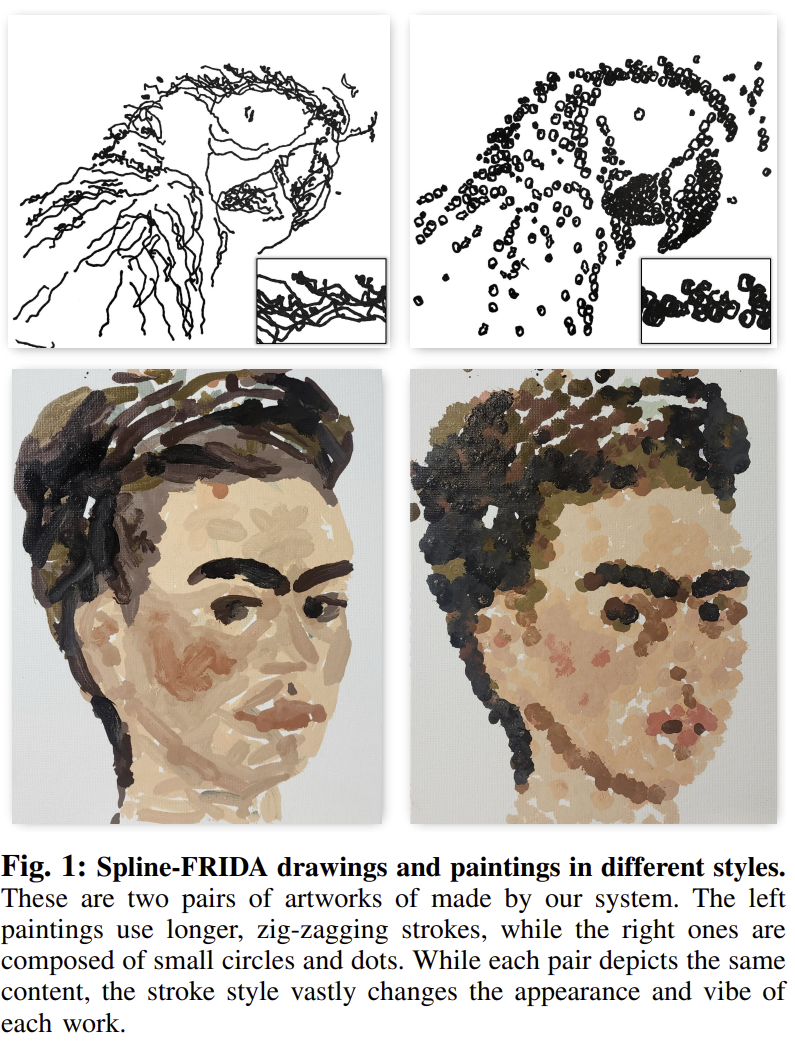 Fig. 1: Spline-FRIDA drawings and paintings in different styles.
These are two pairs of artworks of made by our system. The left
paintings use longer, zig-zagging strokes, while the right ones are
composed of small circles and dots. While each pair depicts the same
content, the stroke style vastly changes the appearance and vibe of
each work.